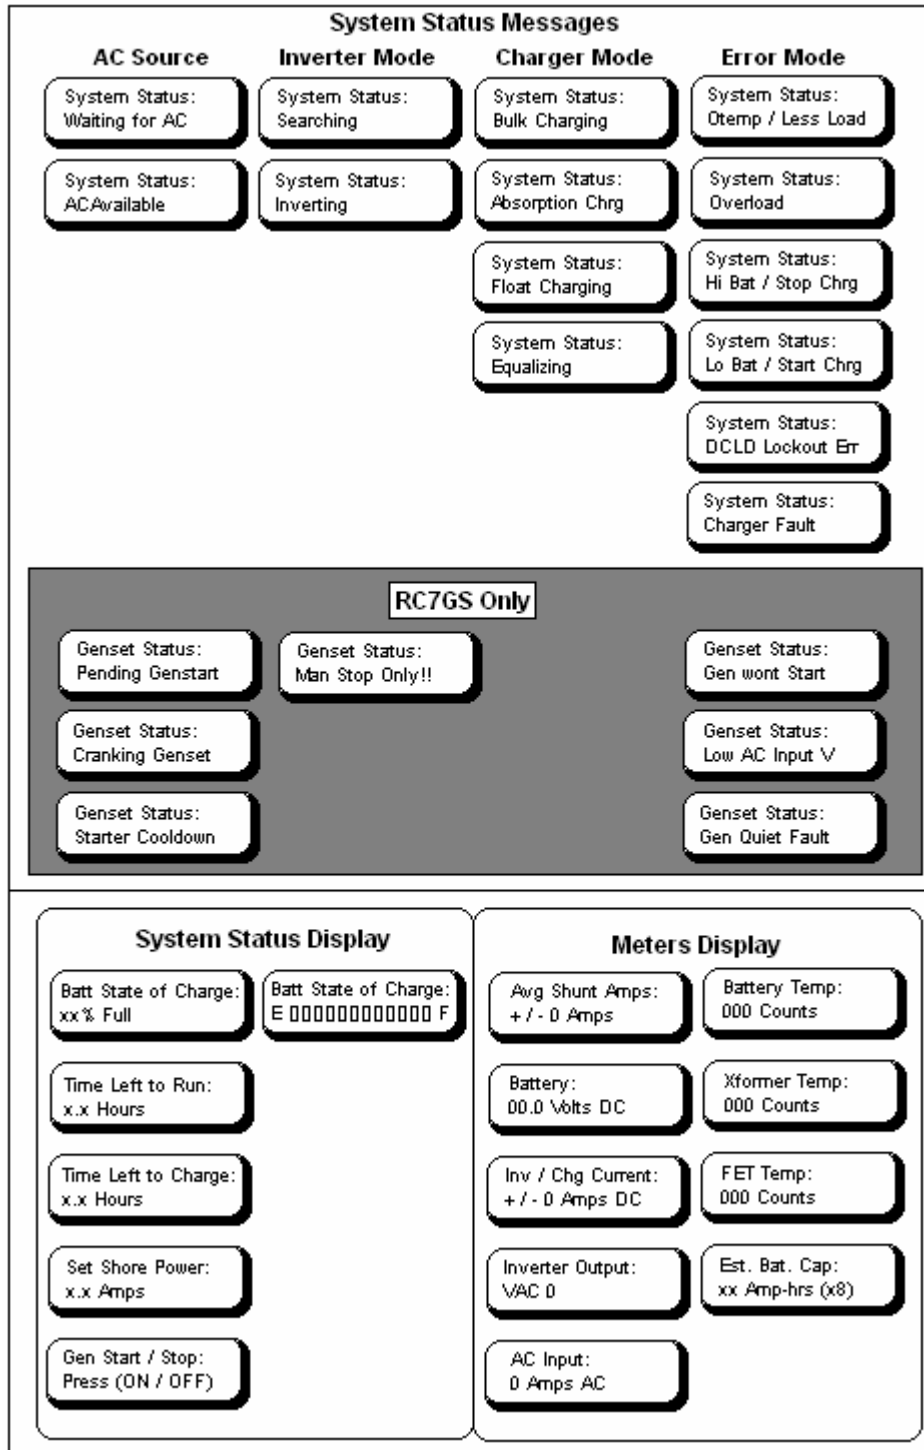 System Status Messages
AC Source
System Status:
Waiting for AC
System Status:
ACAvailable
Inverter Mode
System Status:
Searching
System Status:
Inverting
Charger Mode
System Status:
Bulk Charging
System Status:
Absorption Chrg
System Status:
Float Charging
System Status:
Equalizing
Error Mode
System Status:
Otemp / Less Load
System Status:
Overload
System Status:
Hi Bat / Stop Chrg
System Status:
Lo Bat / Start Chrg
System Status:
DCLD Lockout Err
System Status:
Charger Fault
RC7GS Only
Genset Status:
Pending Genstart
Genset Status:
Cranking Genset
Genset Status:
Starter Cooldown
Genset Status:
Man Stop Only!!
Genset Status:
Gen wont Start
Genset Status:
Low AC Input V
Genset Status:
Gen Quiet Fault
System Status Display
Batt State of Charge:
xx% Full
Time Left to Run:
x.x Hours
Time Left to Charge:
x.x Hours
Set Shore Power:
x.x Amps
Gen Start / Stop:
Press (ON / OFF)
Batt State of Charge:
E ▯▯▯▯▯▯▯▯▯▯▯▯ F
Meters Display
Avg Shunt Amps:
+ / - 0 Amps
Battery:
00.0 Volts DC
Inv / Chg Current:
+ / - 0 Amps DC
Inverter Output:
VAC 0
AC Input:
0 Amps AC
Battery Temp:
000 Counts
Xformer Temp:
000 Counts
FET Temp:
000 Counts
Est. Bat. Cap:
xx Amp-hrs (x8)